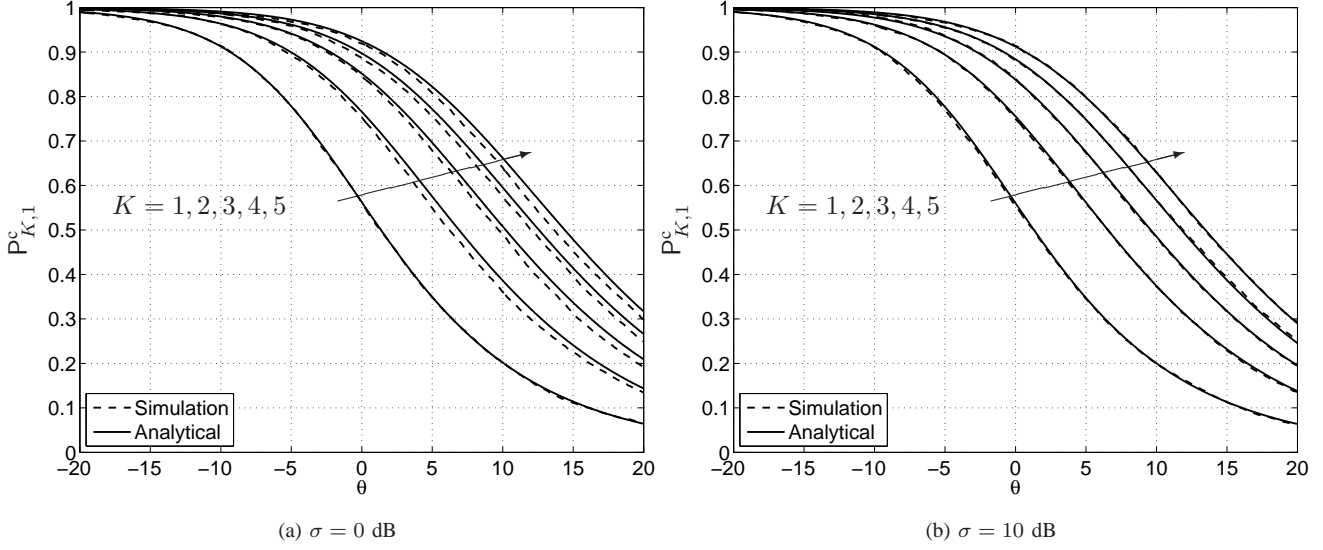 1
0.9
0.8
0.7
0.6
0.5
0.4
0.3
0.2
0.1
0
P^c_{K,1}
K = 1, 2, 3, 4, 5
Simulation
Analytical
−20 −15 −10 −5 0 5 10 15 20
θ
(a) σ = 0 dB
1
0.9
0.8
0.7
0.6
0.5
0.4
0.3
0.2
0.1
0
P^c_{K,1}
K = 1, 2, 3, 4, 5
Simulation
Analytical
−20 −15 −10 −5 0 5 10 15 20
θ
(b) σ = 10 dB